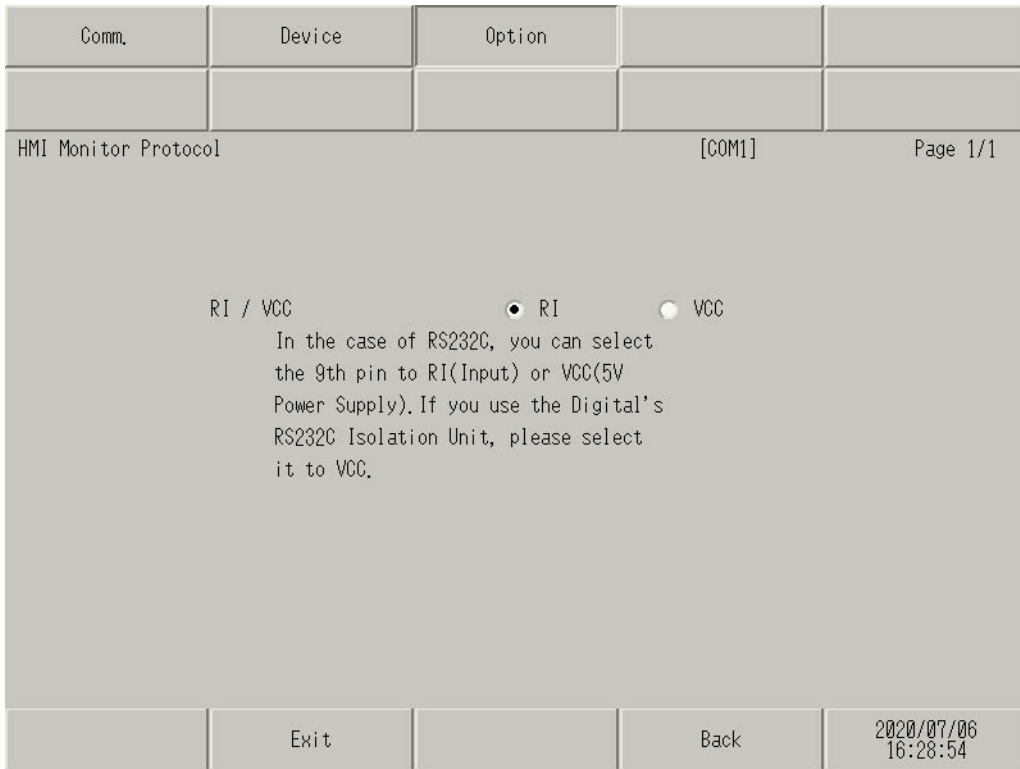 Comm. Device Option
HMI Monitor Protocol [COM1] Page 1/1
RI / VCC RI VCC
In the case of RS232C, you can select
the 9th pin to RI(Input) or VCC(5V
Power Supply).If you use the Digital's
RS232C Isolation Unit, please select
it to VCC.
Exit Back 2020/07/06
16:28:54